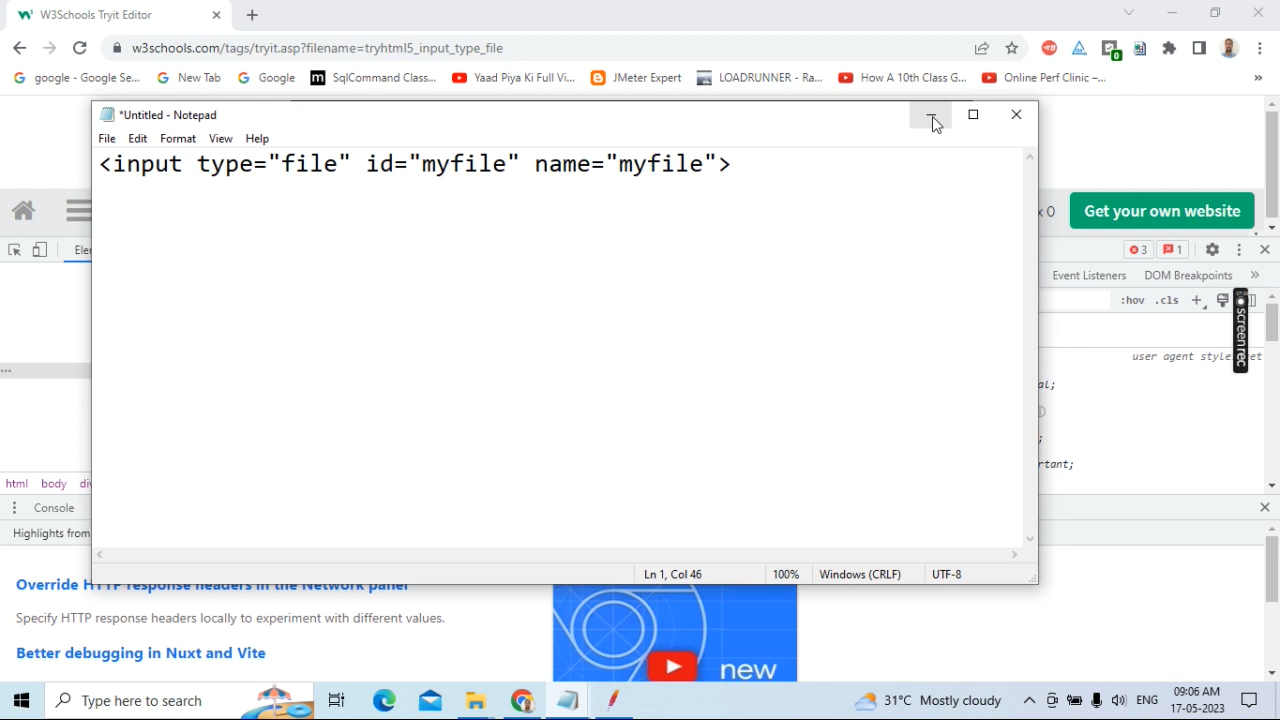 W3Schools Tryit Editor
w3schools.com/tags/tryit.asp?filename=tryhtml5_input_type_file
google - Google Se... New Tab Google SqlCommand Class... Yaad Piya Ki Full Vi... JMeter Expert LOADRUNNER - Ra... How A 10th Class G... Online Perf Clinic –... »
*Untitled - Notepad
File Edit Format View Help
<input type="file" id="myfile" name="myfile">
x 0 Get your own website
3 1
Event Listeners DOM Breakpoints »
:hov .cls
screenrec
html body
Console
Highlights from
Ln 1, Col 46 100% Windows (CRLF) UTF-8
Override HTTP response headers in the Network panel
Specify HTTP response headers locally to experiment with different values.
Better debugging in Nuxt and Vite
new
Type here to search 31°C Mostly cloudy ENG 09:06 AM
17-05-2023